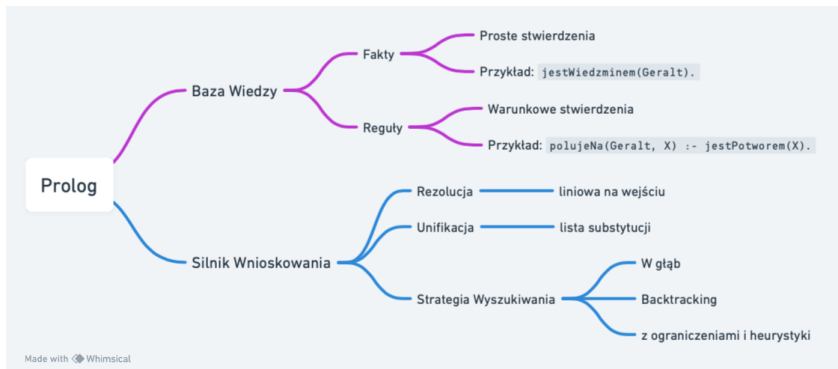 Prolog
Baza Wiedzy
Fakty
Proste stwierdzenia
Przykład: jestWiedzminem(Geralt).
Reguły
Warunkowe stwierdzenia
Przykład: polujeNa(Geralt, X) :- jestPotworem(X).
Silnik Wnioskowania
Rezolucja
liniowa na wejściu
Unifikacja
lista substytucji
Strategia Wyszukiwania
W głąb
Backtracking
z ograniczeniami i heurystyki
Made with Whimsical